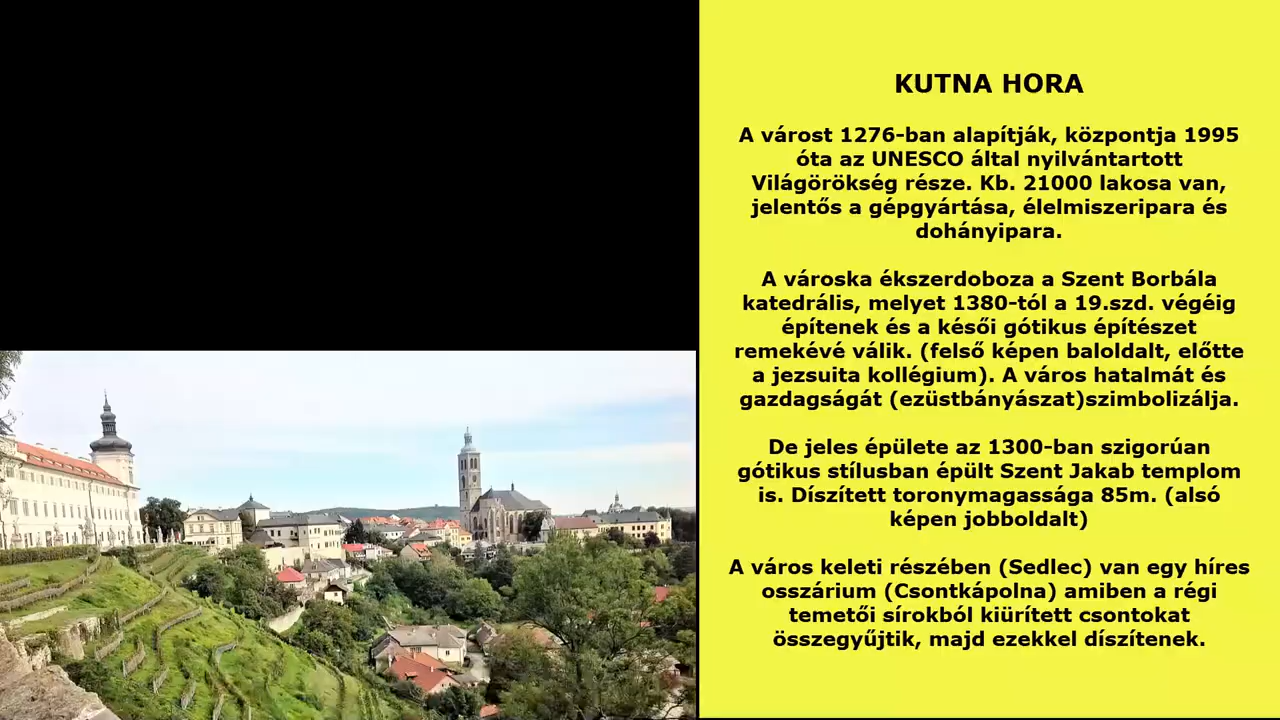 KUTNA HORA
A várost 1276-ban alapítják, központja 1995
óta az UNESCO által nyilvántartott
Világörökség része. Kb. 21000 lakosa van,
jelentős a gépgyártása, élelmiszeripara és
dohányipara.
A városka ékszerdoboza a Szent Borbála
katedrális, melyet 1380-tól a 19.szd. végéig
építenek és a késői gótikus építészet
remekévé válik. (felső képen baloldalt, előtte
a jezsuita kollégium). A város hatalmát és
gazdagságát (ezüstbányászat)szimbolizálja.
De jeles épülete az 1300-ban szigorúan
gótikus stílusban épült Szent Jakab templom
is. Díszített toronymagassága 85m. (alsó
képen jobboldalt)
A város keleti részében (Sedlec) van egy híres
osszárium (Csontkápolna) amiben a régi
temetői sírokból kiürített csontokat
összegyűjtik, majd ezekkel díszítenek.